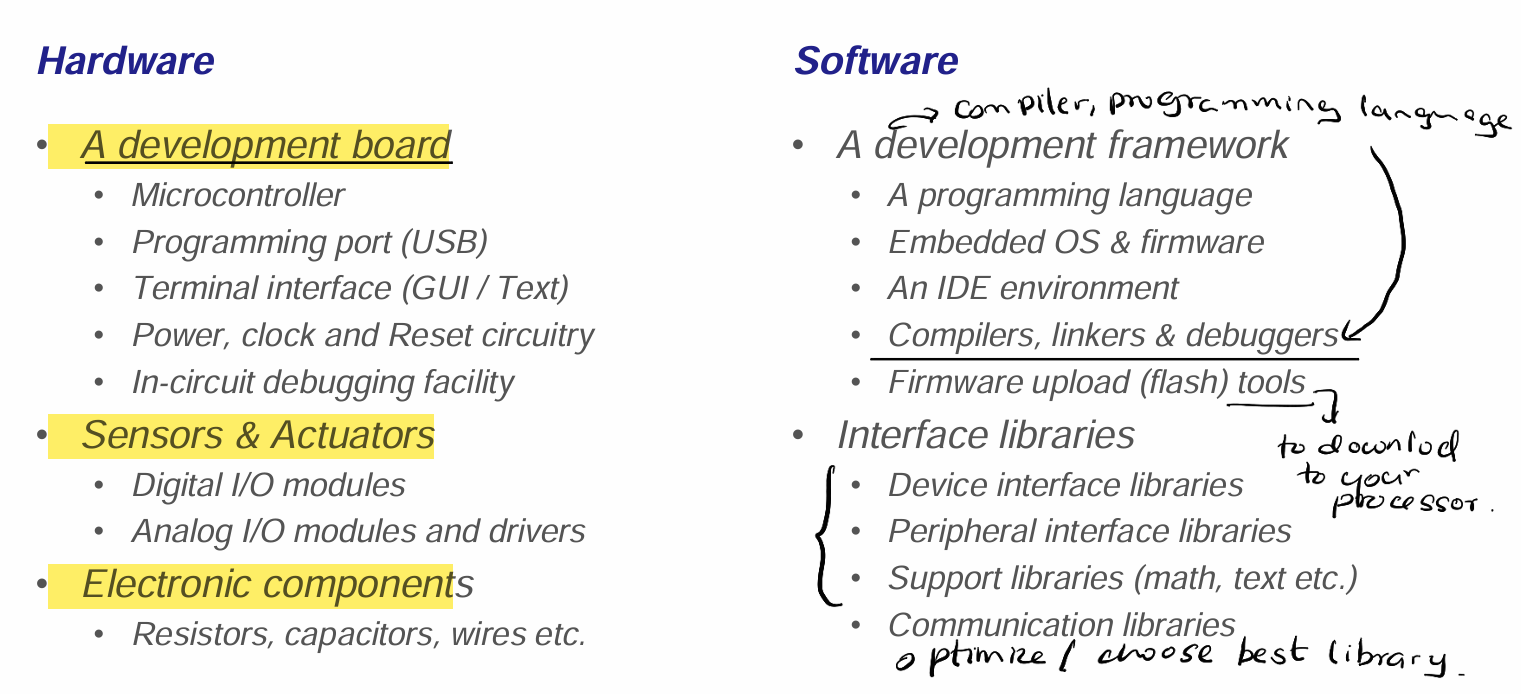 Hardware
• A development board
• Microcontroller
• Programming port (USB)
• Terminal interface (GUI / Text)
• Power, clock and Reset circuitry
• In-circuit debugging facility
• Sensors & Actuators
• Digital I/O modules
• Analog I/O modules and drivers
• Electronic components
• Resistors, capacitors, wires etc.
Software
compiler, programming language
• A development framework
• A programming language
• Embedded OS & firmware
• An IDE environment
• Compilers, linkers & debuggers
• Firmware upload (flash) tools
to downlod
to your
processor.
• Interface libraries
• Device interface libraries
• Peripheral interface libraries
• Support libraries (math, text etc.)
• Communication libraries
optimize / choose best library.